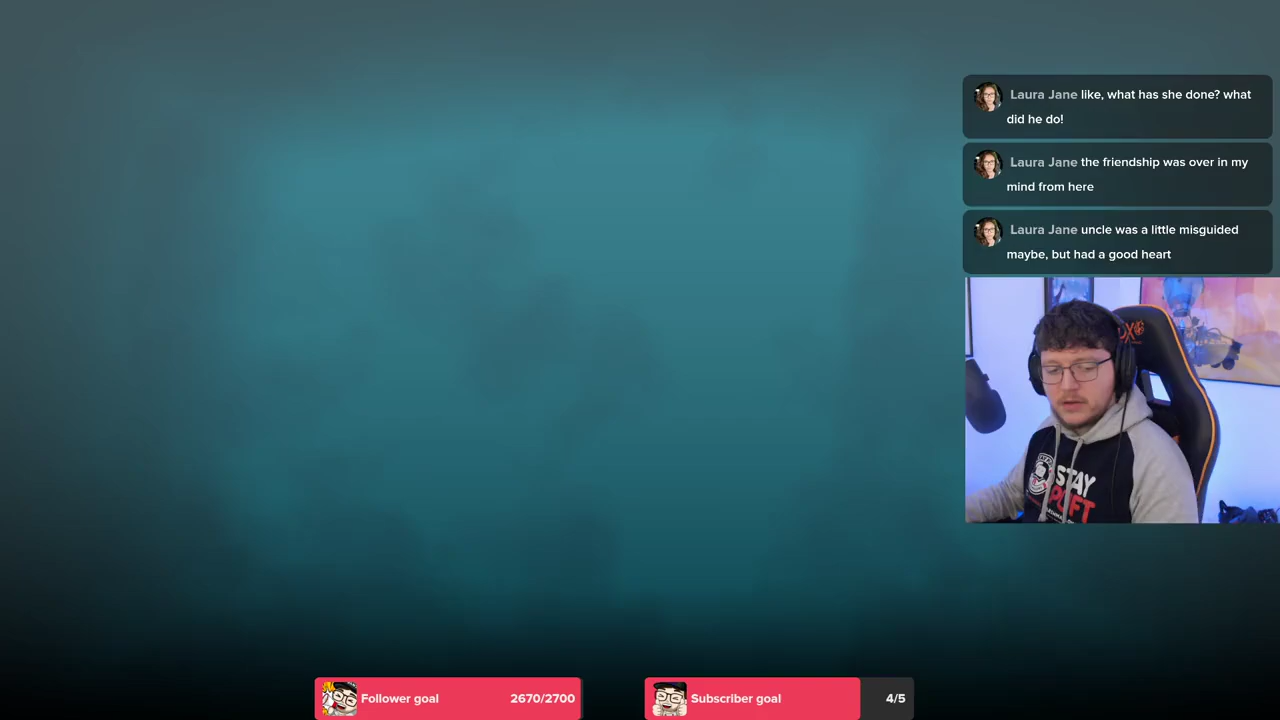 Laura Jane like, what has she done? what
did he do!
Laura Jane the friendship was over in my
mind from here
Laura Jane uncle was a little misguided
maybe, but had a good heart
STAY
Follower goal 2670/2700
Subscriber goal 4/5